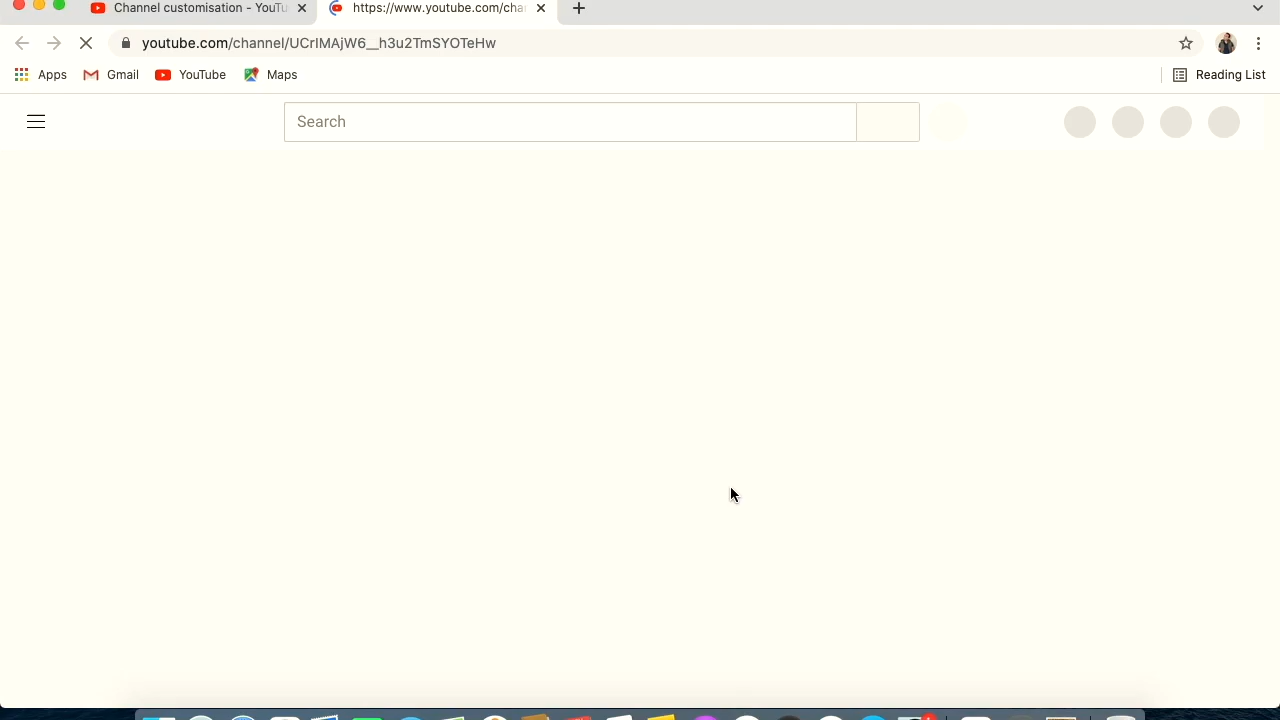 Channel customisation - YouTu
https://www.youtube.com/cha
youtube.com/channel/UCrIMAjW6__h3u2TmSYOTeHw
Apps
Gmail
YouTube
Maps
Reading List
Search